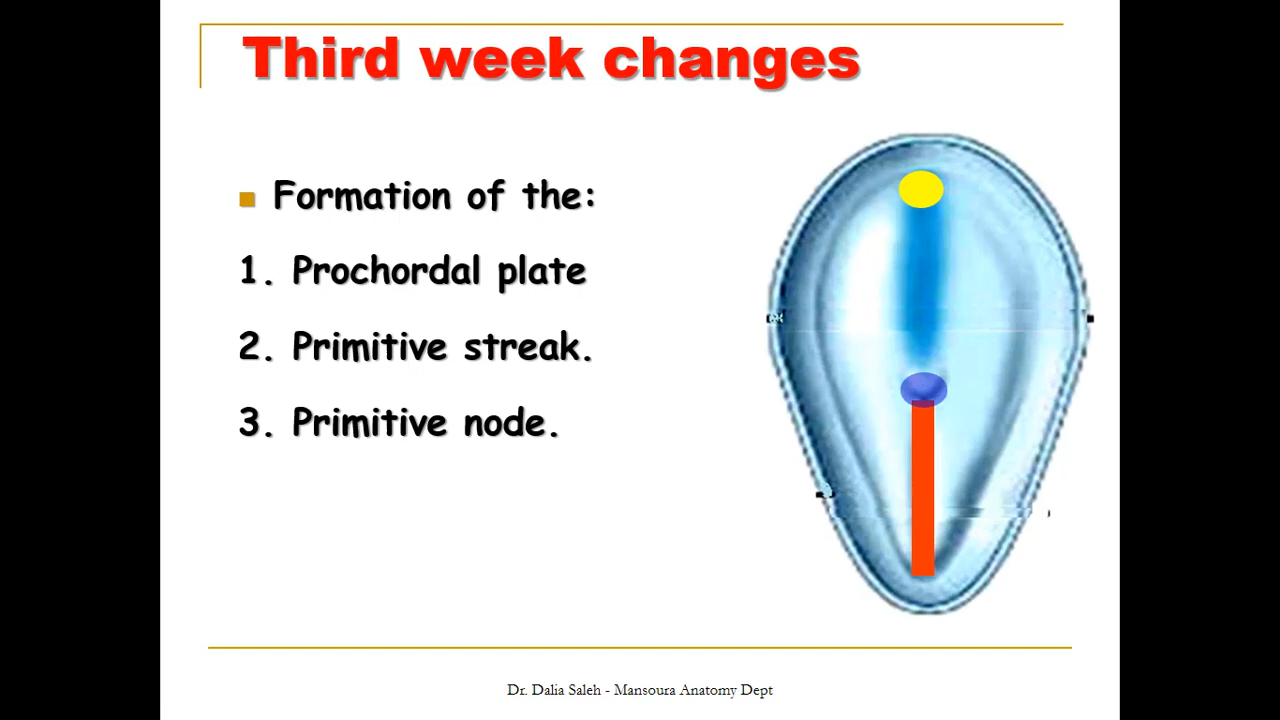 Third week changes
Formation of the:
1. Prochordal plate
2. Primitive streak.
3. Primitive node.
Dr. Dalia Saleh - Mansoura Anatomy Dept